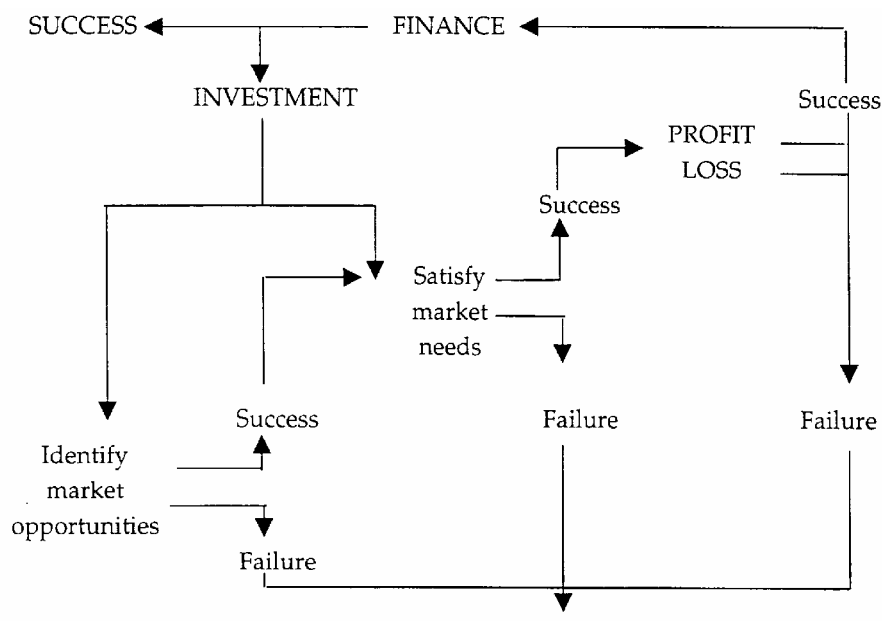 SUCCESS
FINANCE
INVESTMENT
Success
PROFIT
LOSS
Success
Satisfy
market
needs
Success
Failure
Failure
Identify
market
opportunities
Failure